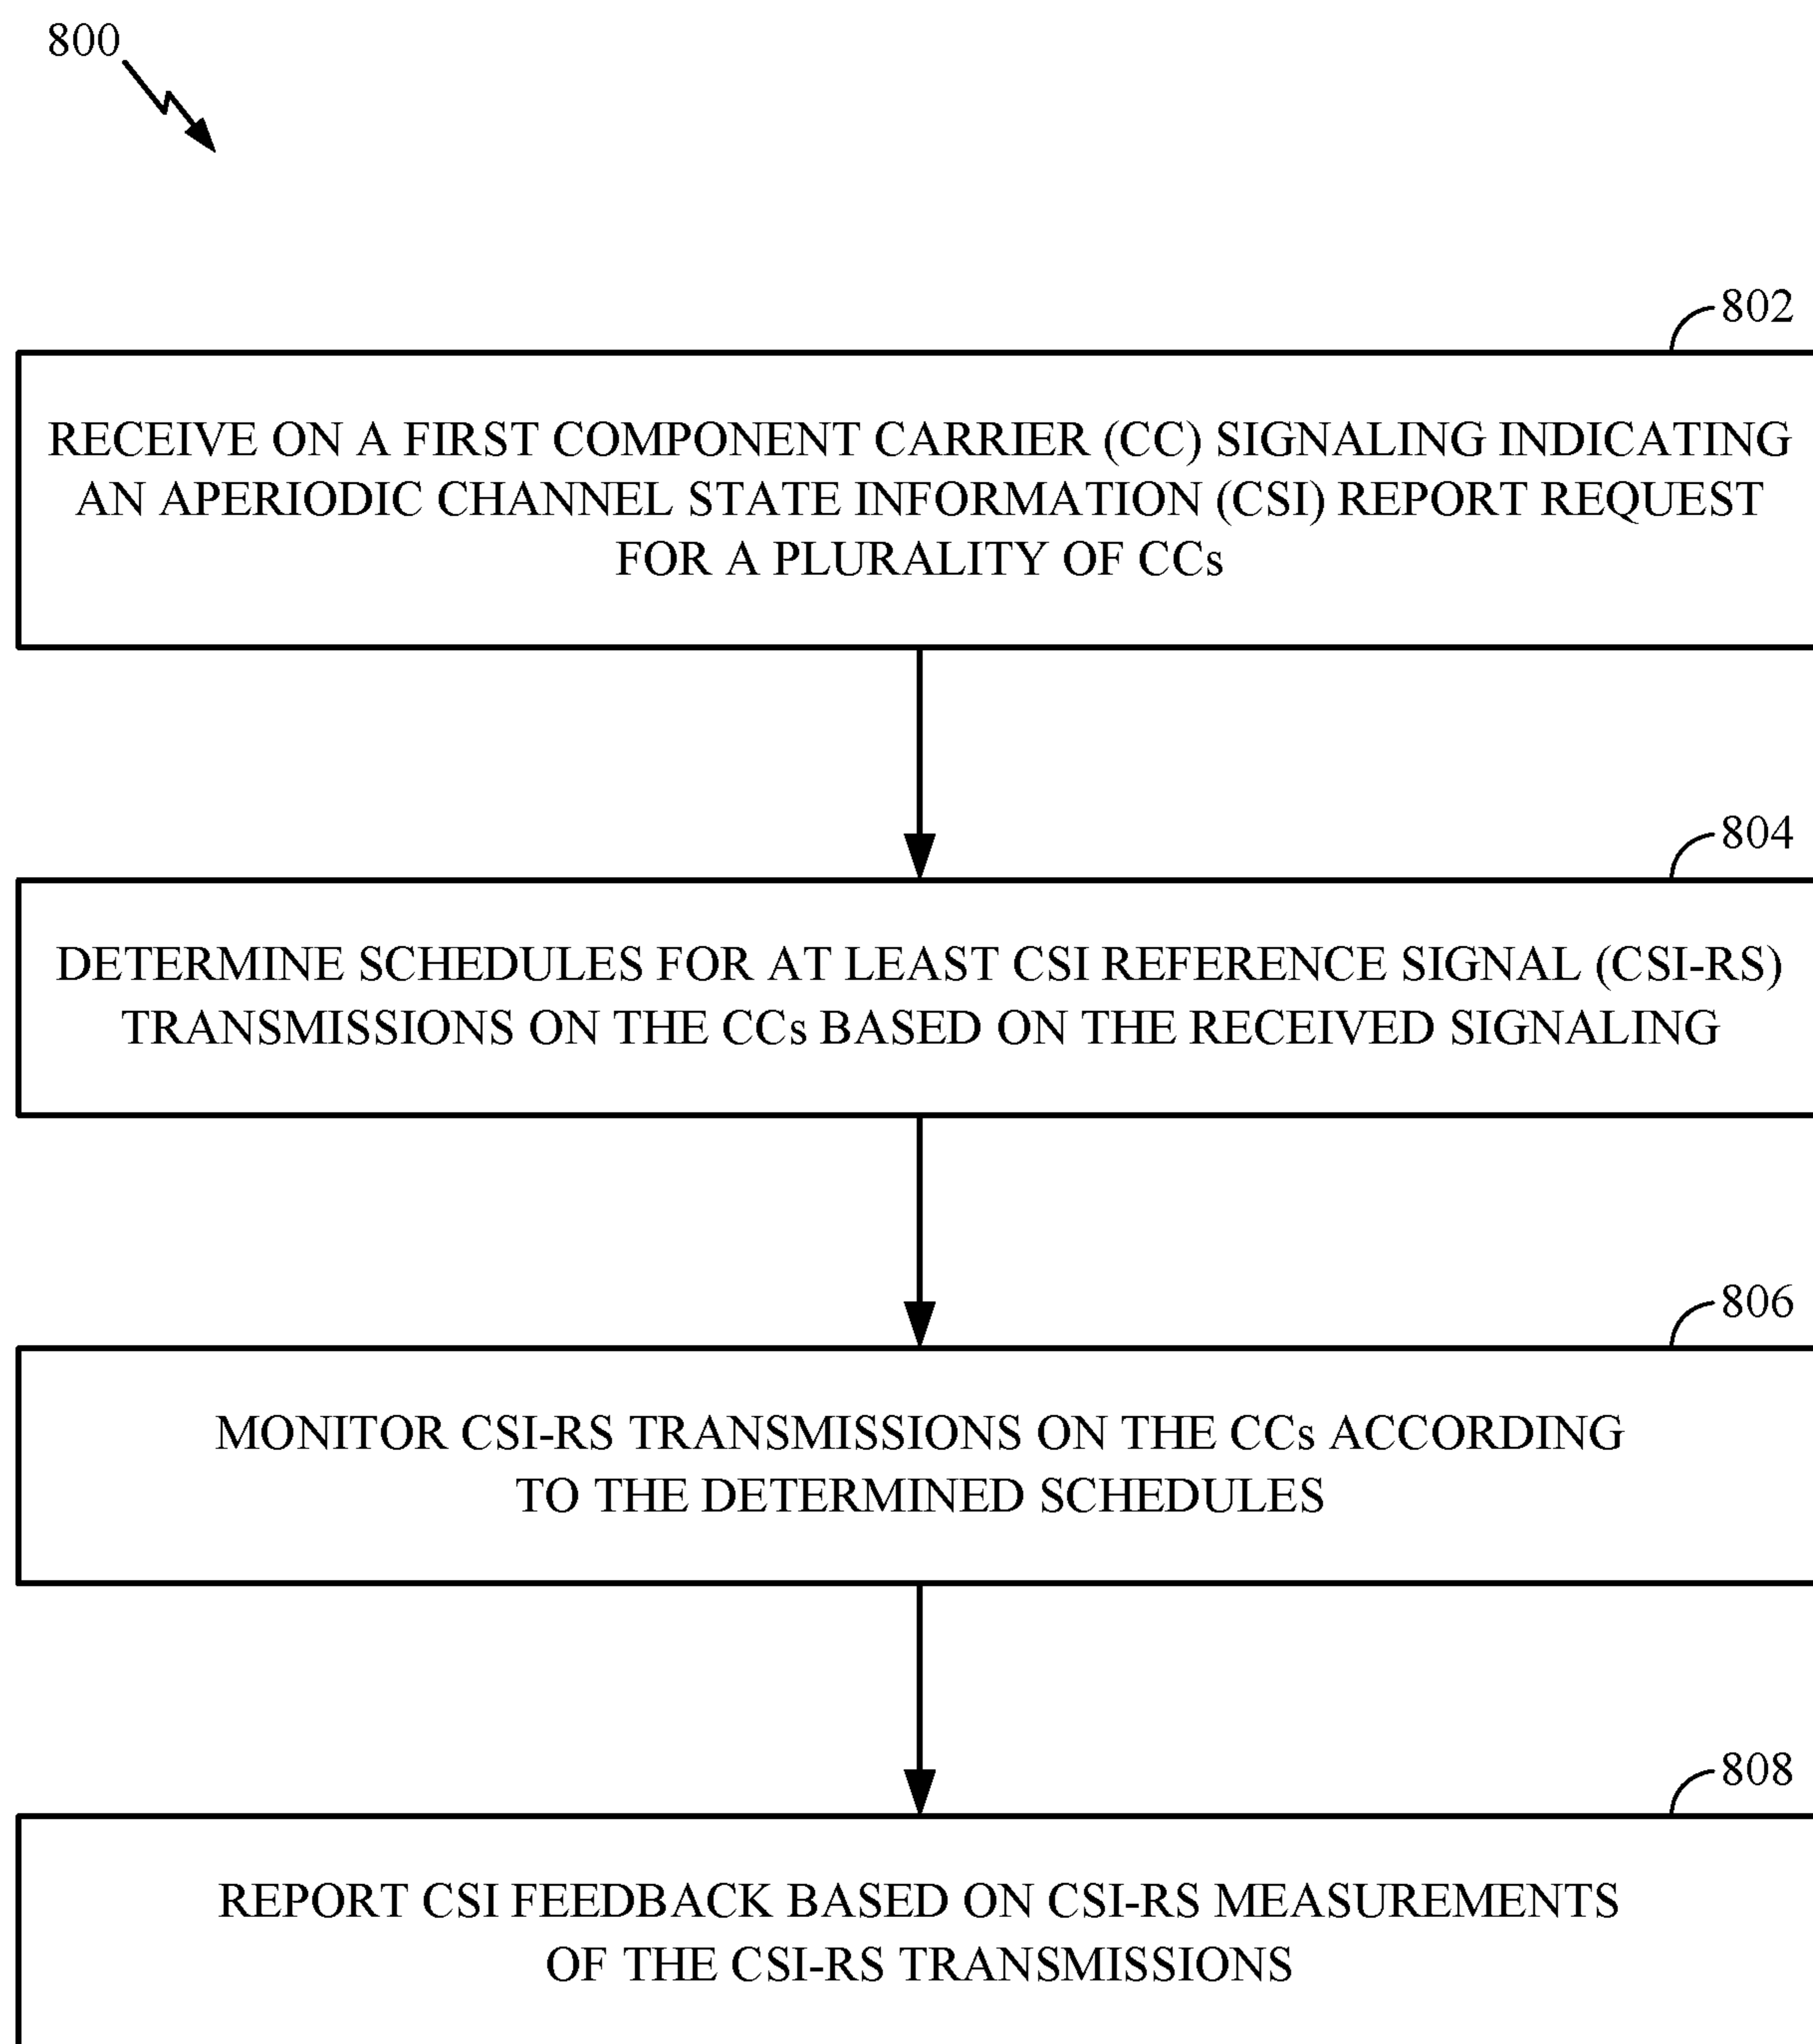 800
802
RECEIVE ON A FIRST COMPONENT CARRIER (CC) SIGNALING INDICATING
AN APERIODIC CHANNEL STATE INFORMATION (CSI) REPORT REQUEST
FOR A PLURALITY OF CCs
804
DETERMINE SCHEDULES FOR AT LEAST CSI REFERENCE SIGNAL (CSI-RS)
TRANSMISSIONS ON THE CCs BASED ON THE RECEIVED SIGNALING
806
MONITOR CSI-RS TRANSMISSIONS ON THE CCs ACCORDING
TO THE DETERMINED SCHEDULES
808
REPORT CSI FEEDBACK BASED ON CSI-RS MEASUREMENTS
OF THE CSI-RS TRANSMISSIONS